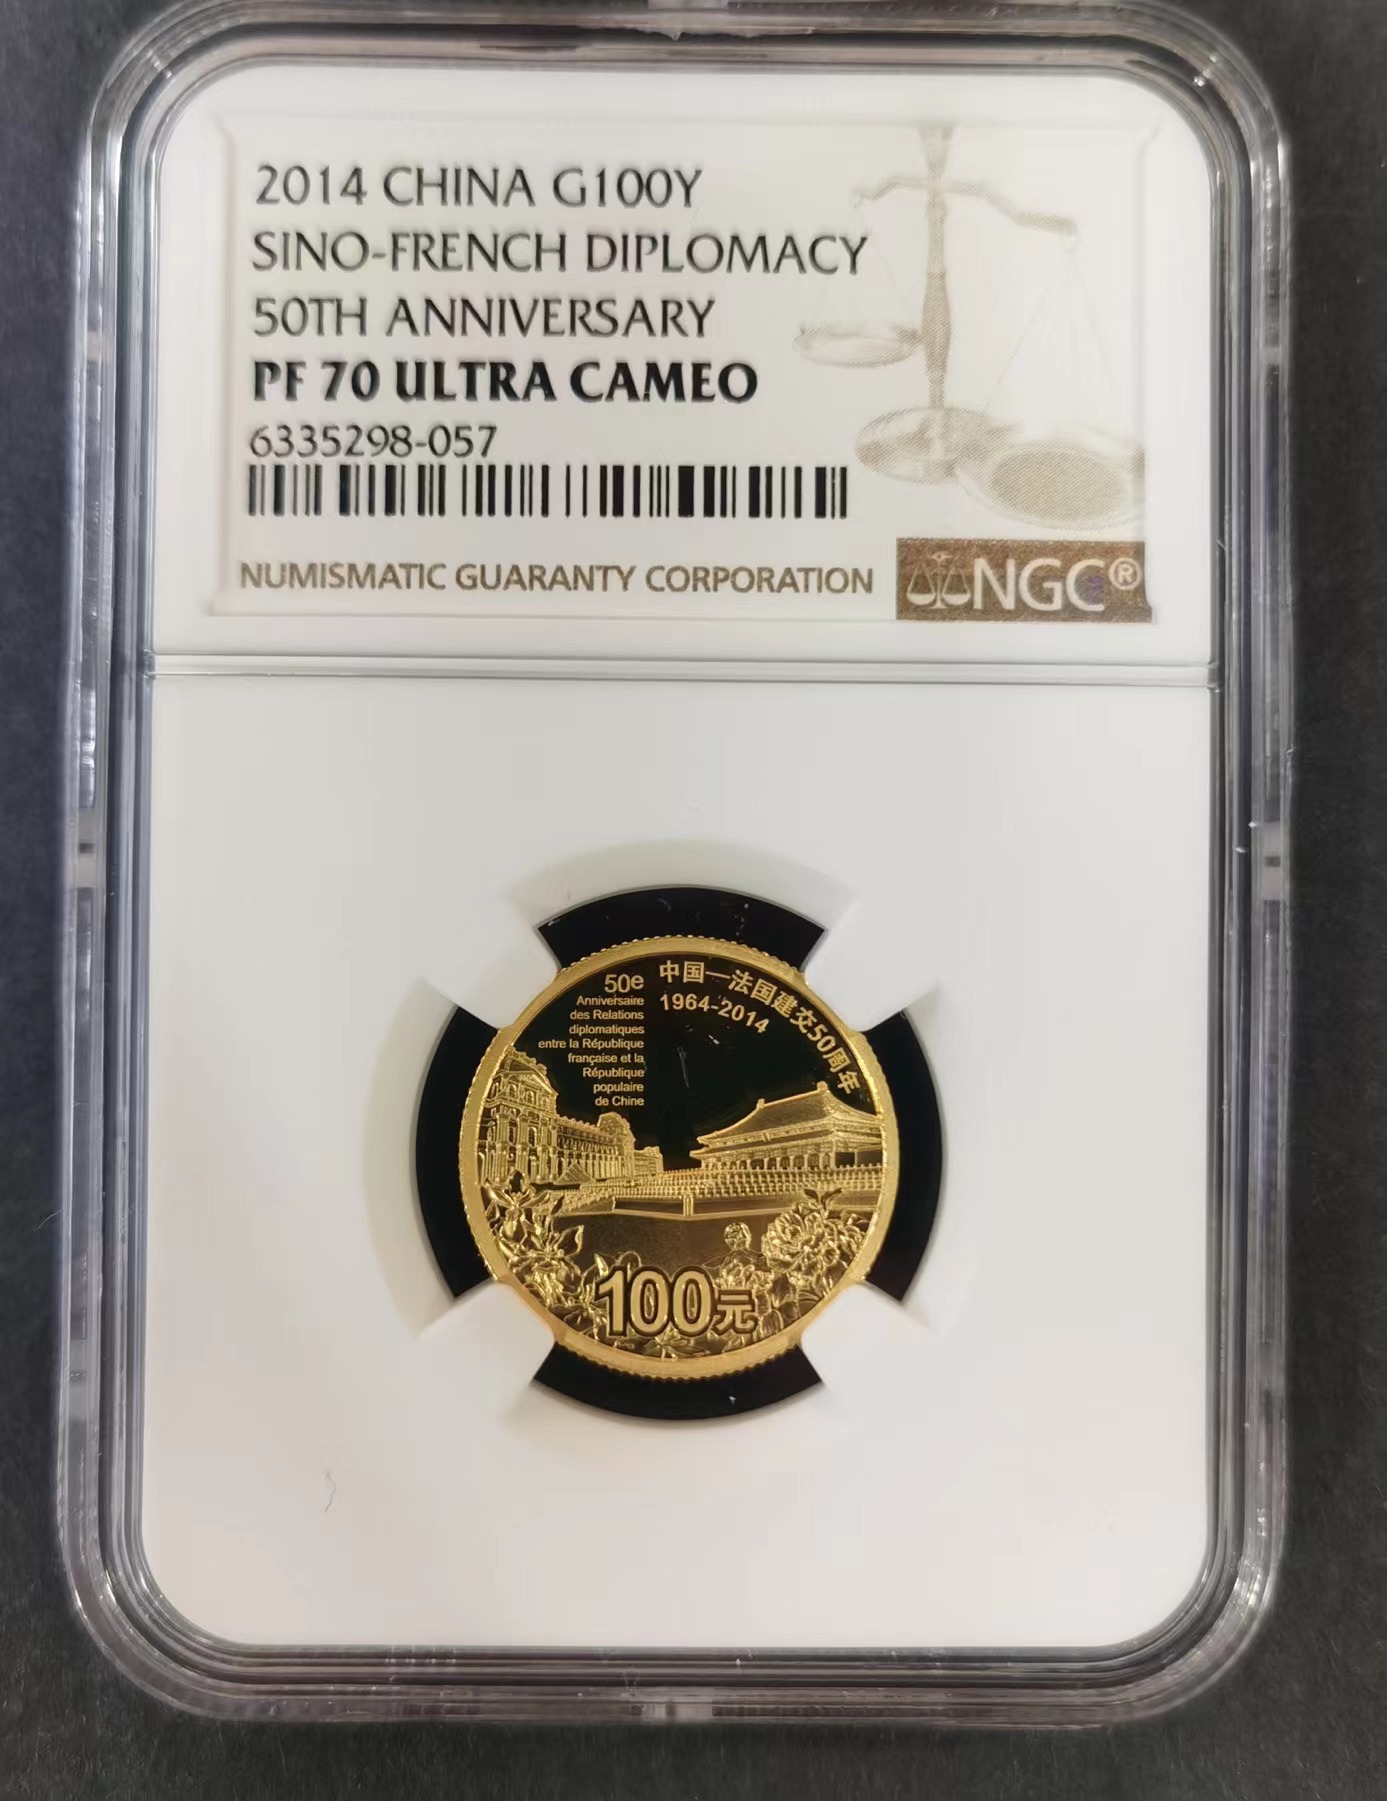 2014 CHINA G100Y
SINO-FRENCH DIPLOMACY
50TH ANNIVERSARY
PF 70 ULTRA CAMEO
6335298-057
NUMISMATIC GUARANTY CORPORATION
NGC®
50e
Anniversaire
des Relations
diplomatiques
entre la République
française et la
République
populaire
de Chine
中国—法国建交50周年
1964-2014
100元